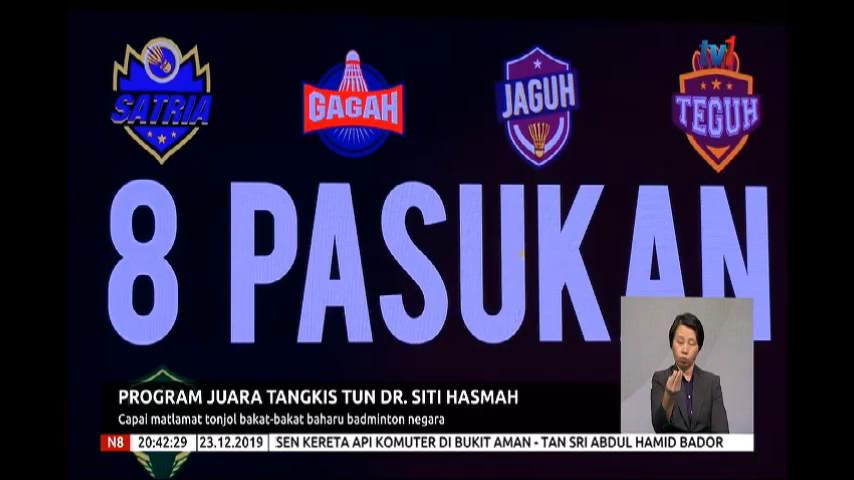 tv1
SATRIA
GAGAH
JAGUH
TEGUH
8 PASUKAN
PROGRAM JUARA TANGKIS TUN DR. SITI HASMAH
Capai matlamat tonjol bakat-bakat baharu badminton negara
N8 20:42:29 23.12.2019 SEN KERETA API KOMUTER DI BUKIT AMAN - TAN SRI ABDUL HAMID BADOR